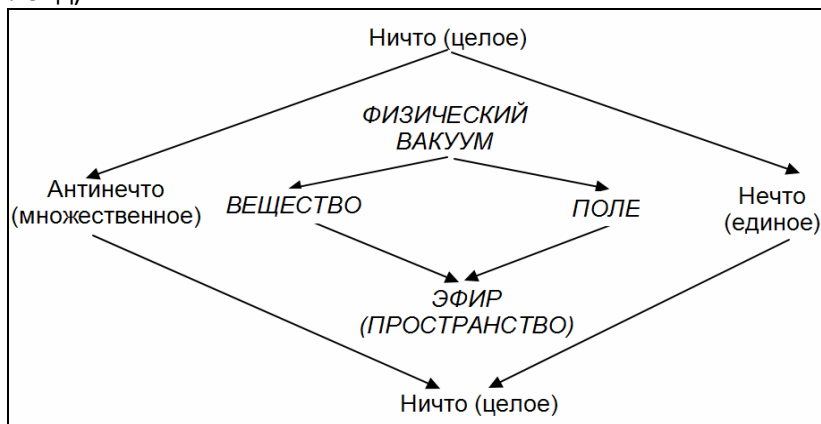 Ничто (целое)
ФИЗИЧЕСКИЙ
ВАКУУМ
Антинечто
(множественное)
ВЕЩЕСТВО
ПОЛЕ
Нечто
(единое)
ЭФИР
(ПРОСТРАНСТВО)
Ничто (целое)